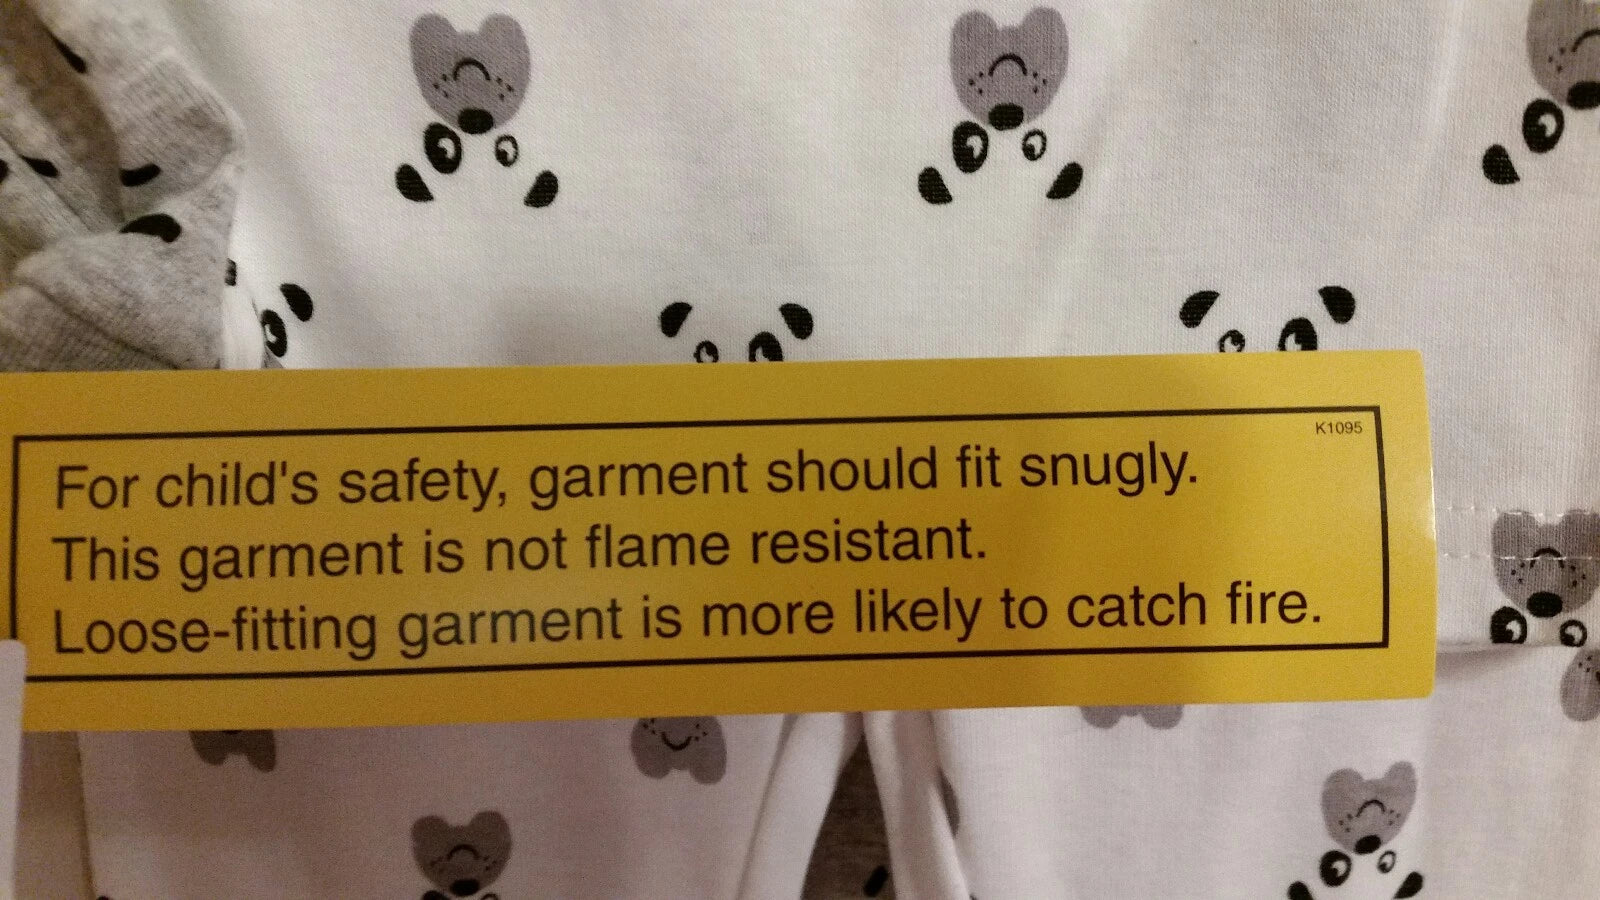 K1095
For child's safety, garment should fit snugly.
This garment is not flame resistant.
Loose-fitting garment is more likely to catch fire.